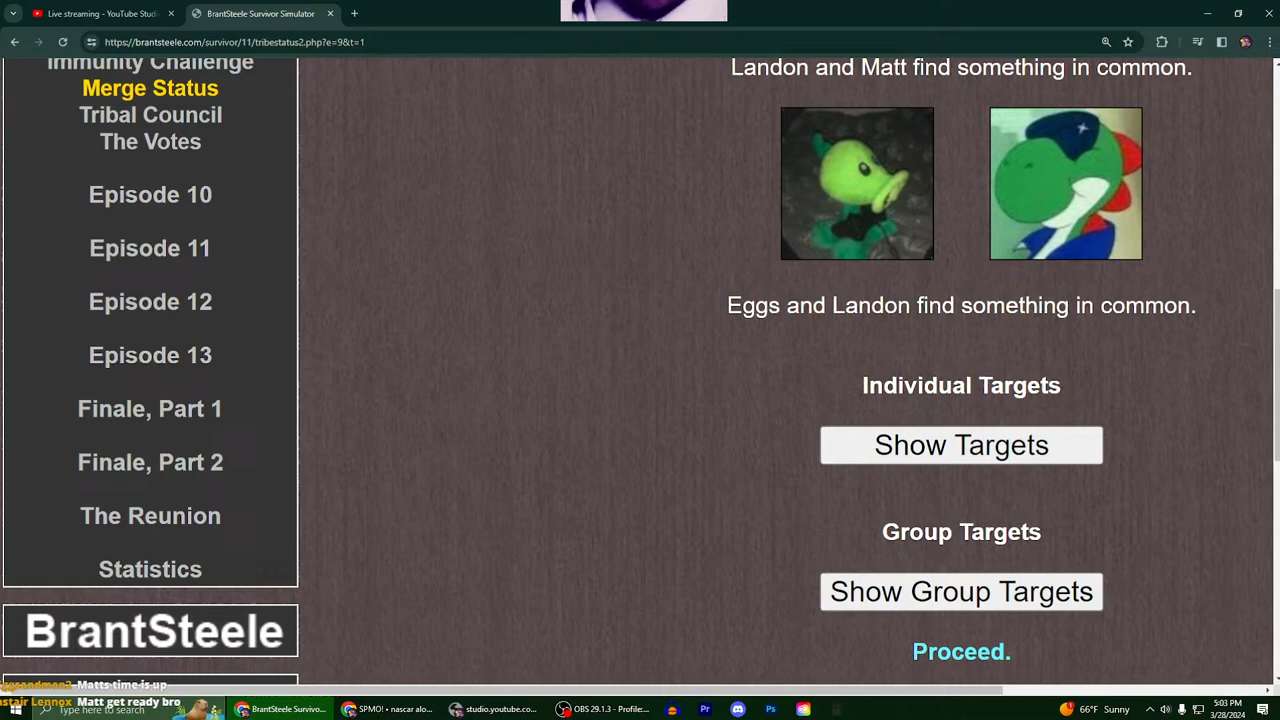 Live streaming - YouTube Stud
BrantSteele Survivor Simulator
https://brantsteele.com/survivor/11/tribestatus2.php?e=9&t=1
Immunity Challenge
Merge Status
Tribal Council
The Votes
Episode 10
Episode 11
Episode 12
Episode 13
Finale, Part 1
Finale, Part 2
The Reunion
Statistics
BrantSteele
Landon and Matt find something in common.
Eggs and Landon find something in common.
Individual Targets
Show Targets
Group Targets
Show Group Targets
Proceed.
Matts time is up
astair Lennox Matt get ready bro
Type here to search
BrantSteele Survivo...
SPMO! • nascar alo...
studio.youtube.co...
OBS 29.1.3 - Profile:...
66°F Sunny
5:03 PM
3/28/2024